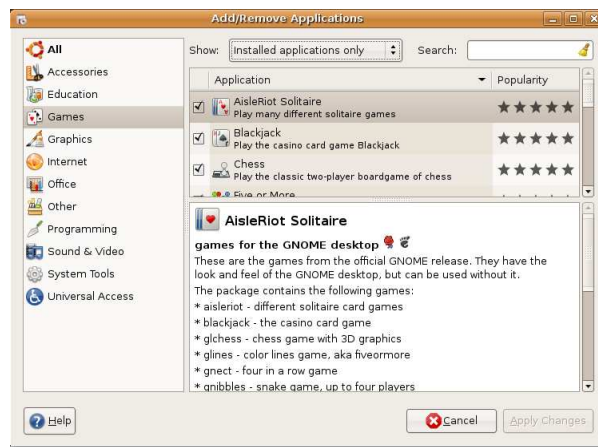 Add/Remove Applications
All
Accessories
Education
Games
Graphics
Internet
Office
Other
Programming
Sound & Video
System Tools
Universal Access
Show: Installed applications only Search:
Application Popularity
AisleRiot Solitaire
Play many different solitaire games
Blackjack
Play the casino card game Blackjack
Chess
Play the classic two-player boardgame of chess
Five or More
AisleRiot Solitaire
games for the GNOME desktop
These are the games from the official GNOME release. They have the
look and feel of the GNOME desktop, but can be used without it.
The package contains the following games:
* aisleriot - different solitaire card games
* blackjack - the casino card game
* glchess - chess game with 3D graphics
* glines - color lines game, aka fiveormore
* gnect - four in a row game
* gnibbles - snake game, up to four players
Help Cancel Apply Changes